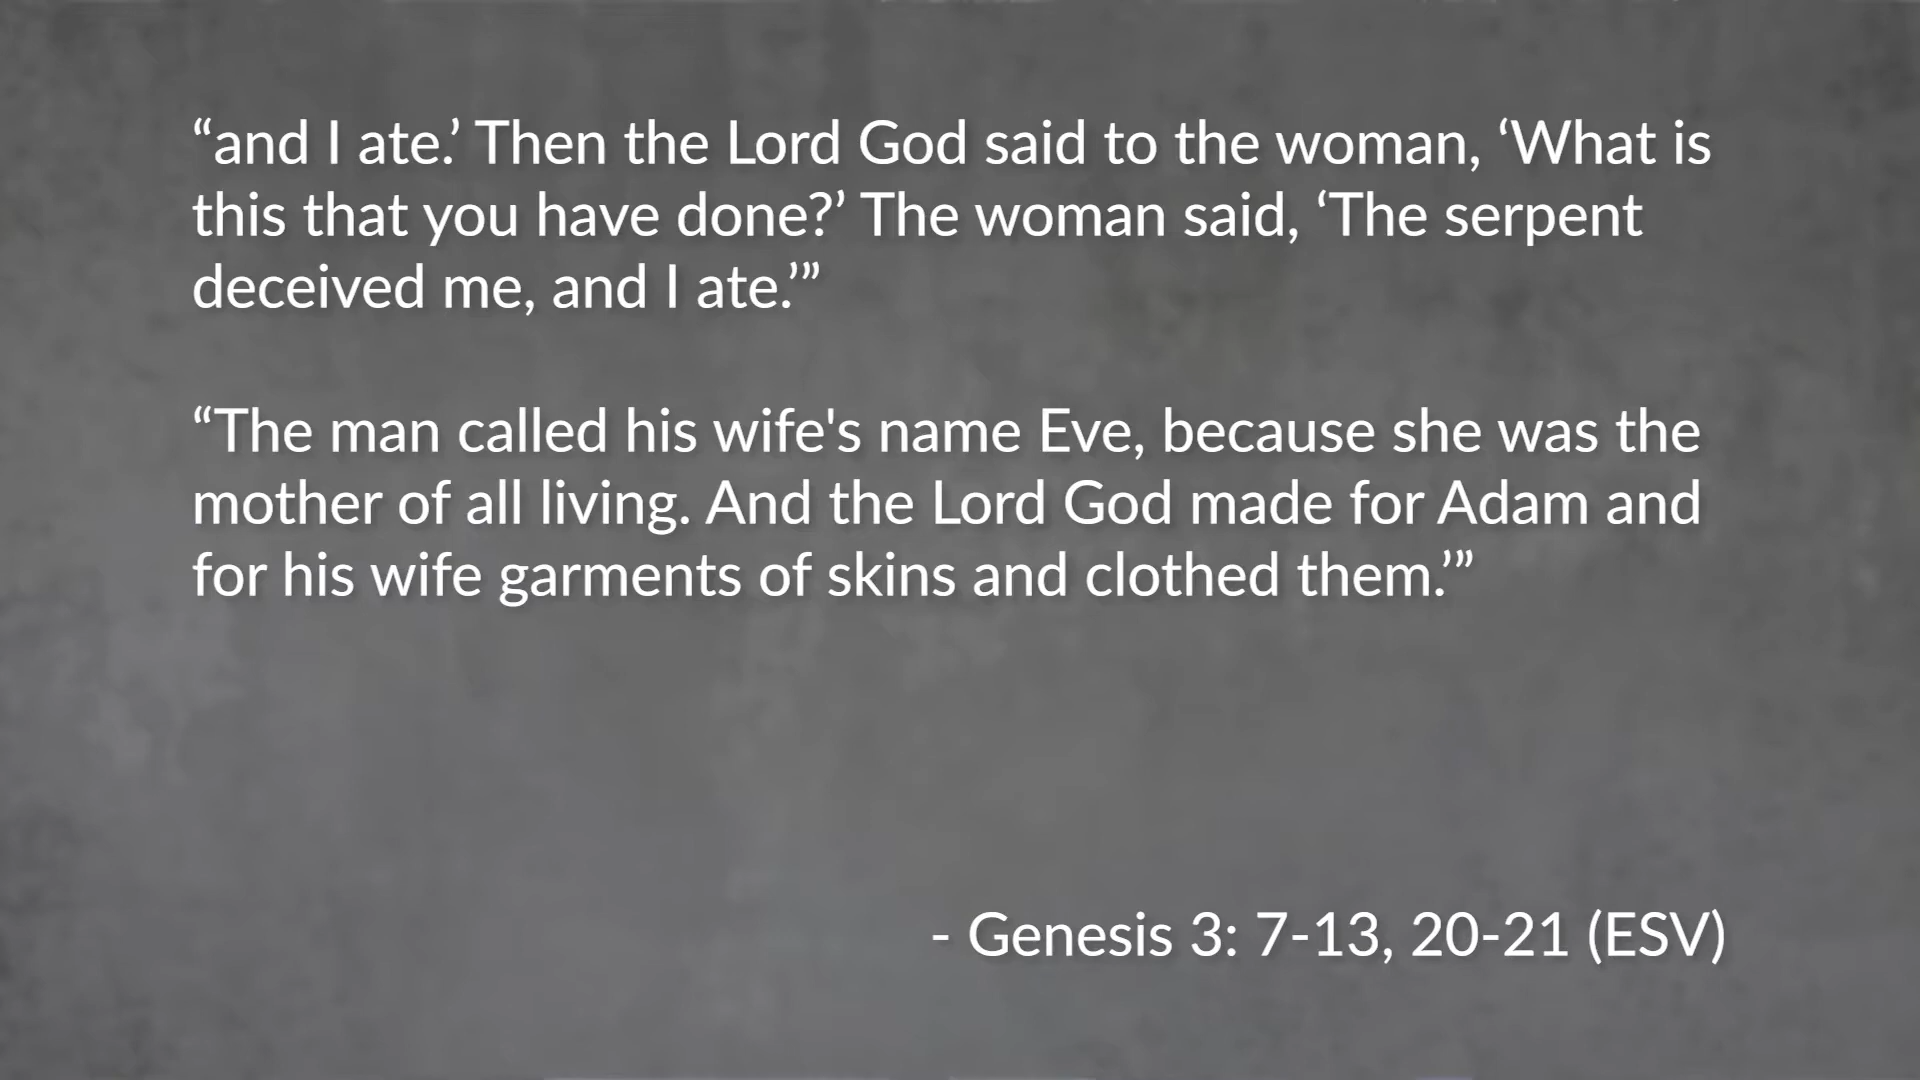 “and I ate.’ Then the Lord God said to the woman, ‘What is
this that you have done?’ The woman said, ‘The serpent
deceived me, and I ate.’”
“The man called his wife's name Eve, because she was the
mother of all living. And the Lord God made for Adam and
for his wife garments of skins and clothed them.’”
- Genesis 3: 7-13, 20-21 (ESV)